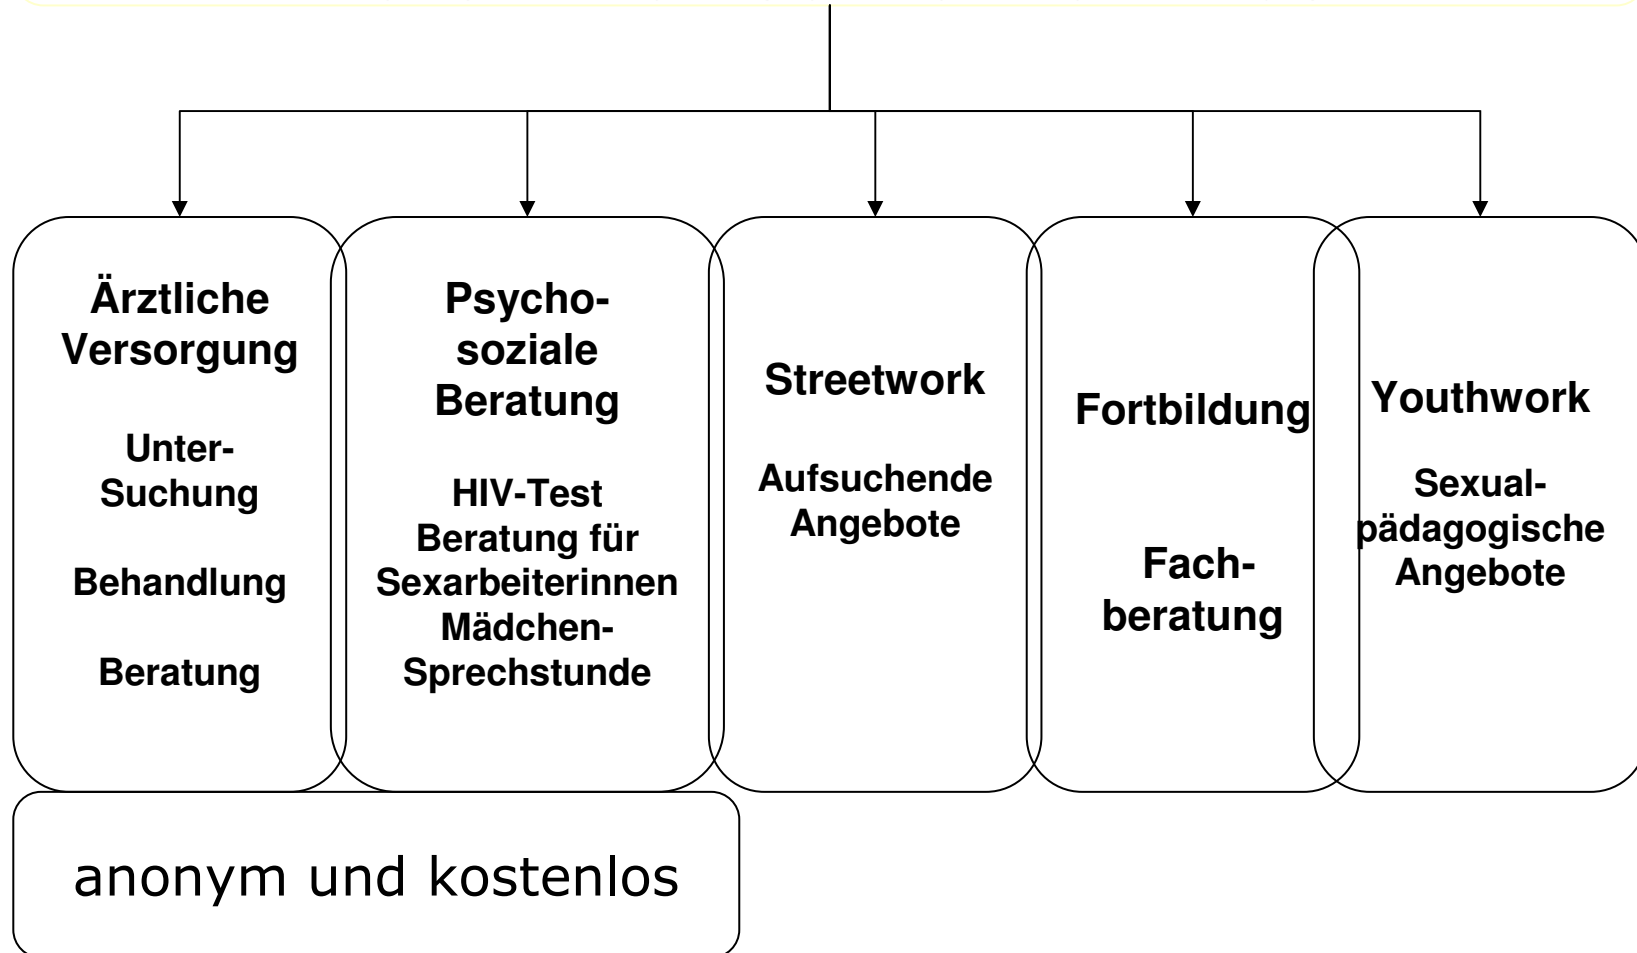 Ärztliche
Versorgung
Unter-
Suchung
Behandlung
Beratung
Psycho-
soziale
Beratung
HIV-Test
Beratung für
Sexarbeiterinnen
Mädchen-
Sprechstunde
Streetwork
Aufsuchende
Angebote
Fortbildung
Fach-
beratung
Youthwork
Sexual-
pädagogische
Angebote
anonym und kostenlos